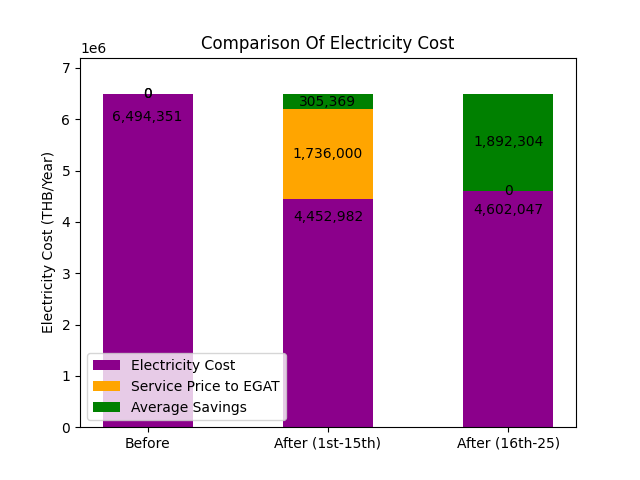 Comparison Of Electricity Cost
1e6
7
6
5
4
3
2
1
0
Electricity Cost (THB/Year)
0
6,494,351
305,369
1,736,000
4,452,982
1,892,304
0
4,602,047
Electricity Cost
Service Price to EGAT
Average Savings
Before
After (1st-15th)
After (16th-25)